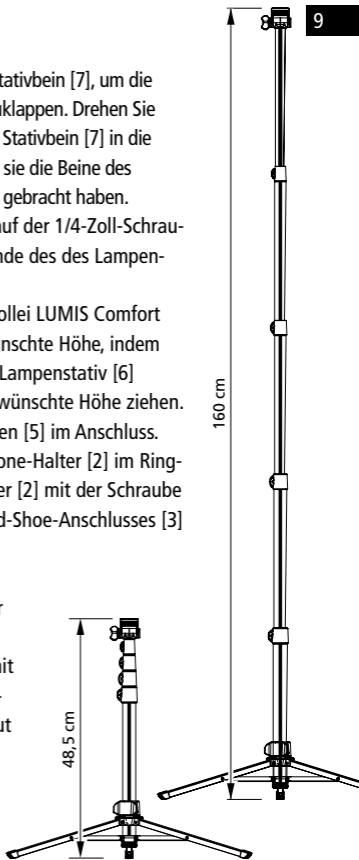 9
tativbein [7], um die
klappen. Drehen Sie
Stativbein [7] in die
sie die Beine des
gebracht haben.
auf der 1/4-Zoll-Schrau-
nde des des Lampen-
ollei LUMIS Comfort
nschte Höhe, indem
Lampenstativ [6]
wünschte Höhe ziehen.
en [5] im Anschluss.
one-Halter [2] im Ring-
er [2] mit der Schraube
d-Shoe-Anschlusses [3]
r
nit
-
ut
160 cm
48,5 cm